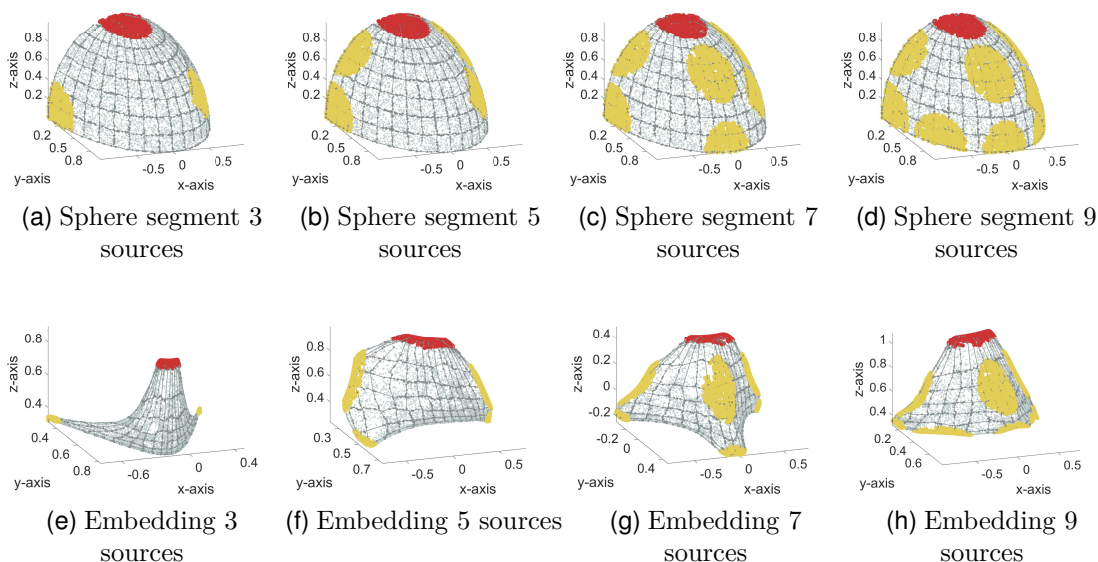 0.8
0.6
0.4
0.2
z-axis
0.2
0.5
0.8
y-axis
-0.5
0
0.5
x-axis
(a) Sphere segment 3
sources
0.8
0.6
0.4
0.2
z-axis
0.2
0.5
0.8
y-axis
-0.5
0
0.5
x-axis
(b) Sphere segment 5
sources
0.8
0.6
0.4
0.2
z-axis
0.2
0.5
0.8
y-axis
-0.5
0
0.5
x-axis
(c) Sphere segment 7
sources
0.8
0.6
0.4
0.2
z-axis
0.2
0.5
0.8
y-axis
-0.5
0
0.5
x-axis
(d) Sphere segment 9
sources
0.8
0.6
0.4
z-axis
0.4
0.6
0.8
y-axis
-0.6
0
0.4
x-axis
(e) Embedding 3
sources
0.8
0.6
0.4
z-axis
0.3
0.5
0.7
y-axis
-0.5
0
0.5
x-axis
(f) Embedding 5 sources
0.4
0.2
0
-0.2
z-axis
-0.2
0
0.4
y-axis
-0.5
0
0.5
x-axis
(g) Embedding 7
sources
1
0.8
0.6
0.4
z-axis
0.2
0.4
0.6
y-axis
-0.5
0
0.5
x-axis
(h) Embedding 9
sources